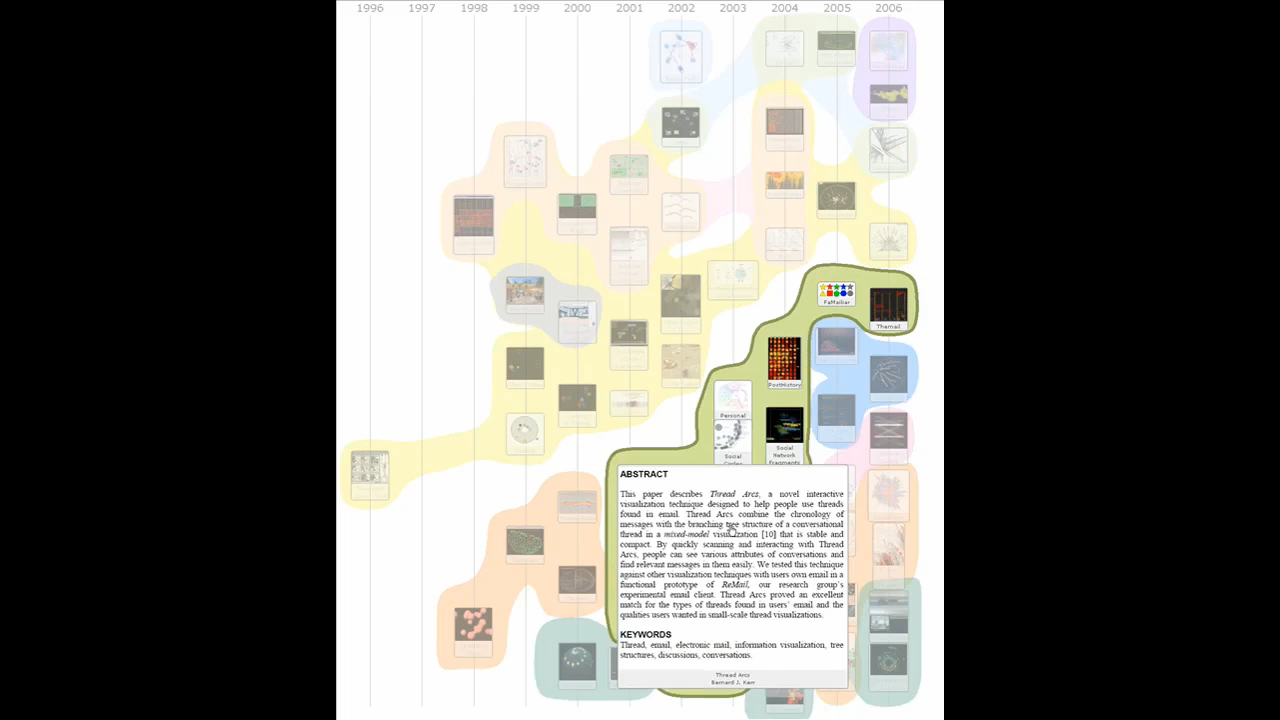 1996 1997 1998 1999 2000 2001 2002 2003 2004 2005 2006
FaMailiar
Themail
PostHistory
Personal
Social
Circles
Social
Network
Fragments
ABSTRACT
This paper describes Thread Arcs, a novel interactive
visualization technique designed to help people use threads
found in email. Thread Arcs combine the chronology of
messages with the branching tree structure of a conversational
thread in a mixed-model visualization [10] that is stable and
compact. By quickly scanning and interacting with Thread
Arcs, people can see various attributes of conversations and
find relevant messages in them easily. We tested this technique
against other visualization techniques with users own email in a
functional prototype of ReMail, our research group's
experimental email client. Thread Arcs proved an excellent
match for the types of threads found in users' email and the
qualities users wanted in small-scale thread visualizations.
KEYWORDS
Thread, email, electronic mail, information visualization, tree
structures, discussions, conversations.
Thread Arcs
Bernard J. Kerr